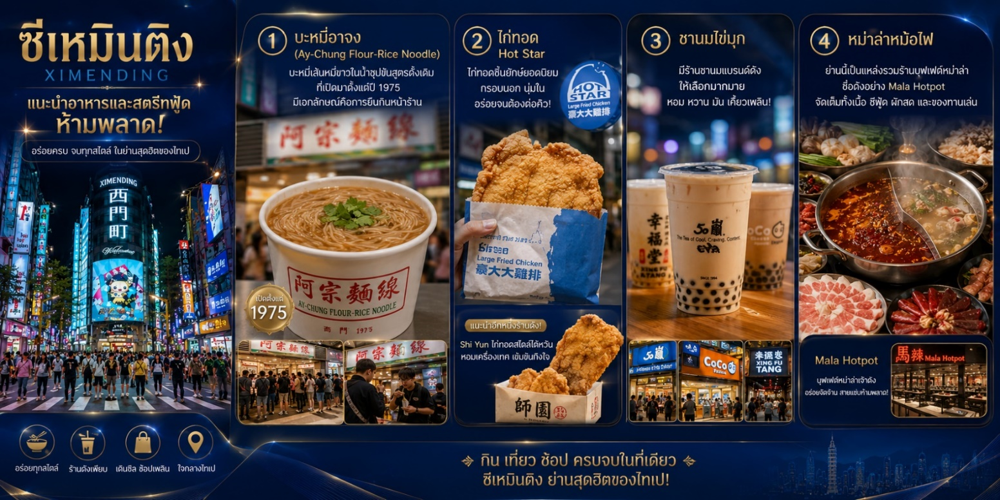 ซีเหมินติง
XIMENDING
แนะนำอาหารและสตรีทฟู้ด
ห้ามพลาด!
อร่อยครบ จบทุกสไตล์ ในย่านสุดฮิตของไทเป
XIMENDING
西門町
อร่อยทุกสไตล์
ร้านดังเพียบ
เดินชิล ช้อปเพลิน
ใจกลางไทเป
1
บะหมี่อาจง
(Ay-Chung Flour-Rice Noodle)
บะหมี่เส้นหมี่ขาวในน้ำซุปข้นสูตรดั้งเดิม
ที่เปิดมาตั้งแต่ปี 1975
มีเอกลักษณ์คือการยืนกินหน้าร้าน
阿宗麵線
阿宗麵線
AY-CHUNG FLOUR-RICE NOODLE
西門 1975
เปิดตั้งแต่
1975
阿宗麵線
阿宗麵線
2
ไก่ทอด
Hot Star
ไก่ทอดชิ้นยักษ์ยอดนิยม
กรอบนอก นุ่มใน
อร่อยจนต้องต่อคิว!
HOT
STAR
Large Fried Chicken
豪大大雞排
Large Fried Chicken
豪大大雞排
แนะนำอีกหนึ่งร้านดัง!
Shi Yun ไก่ทอดสไตล์ไต้หวัน
หอมเครื่องเทศ เข้มข้นถึงใจ
師園
3
ชานมไข่มุก
มีร้านชานมแบรนด์ดัง
ให้เลือกมากมาย
หอม หวาน มัน เคี้ยวเพลิน!
幸福堂
XING FU
TANG
50嵐
The Tea of Cool, Craving, Content.
CoCo
50嵐
CoCo
XING FU
TANG
4
หม่าล่าหม้อไฟ
ย่านนี้เป็นแหล่งรวมร้านบุฟเฟต์หม่าล่า
ชื่อดังอย่าง Mala Hotpot
จัดเต็มทั้งเนื้อ ซีฟู้ด ผักสด และของทานเล่น
Mala Hotpot
บุฟเฟต์หม่าล่าเจ้าดัง
อร่อยจัดจ้าน สายแซ่บห้ามพลาด!
馬辣 Mala Hotpot
กิน เที่ยว ช้อป ครบจบในที่เดียว
ซีเหมินติง ย่านสุดฮิตของไทเป!